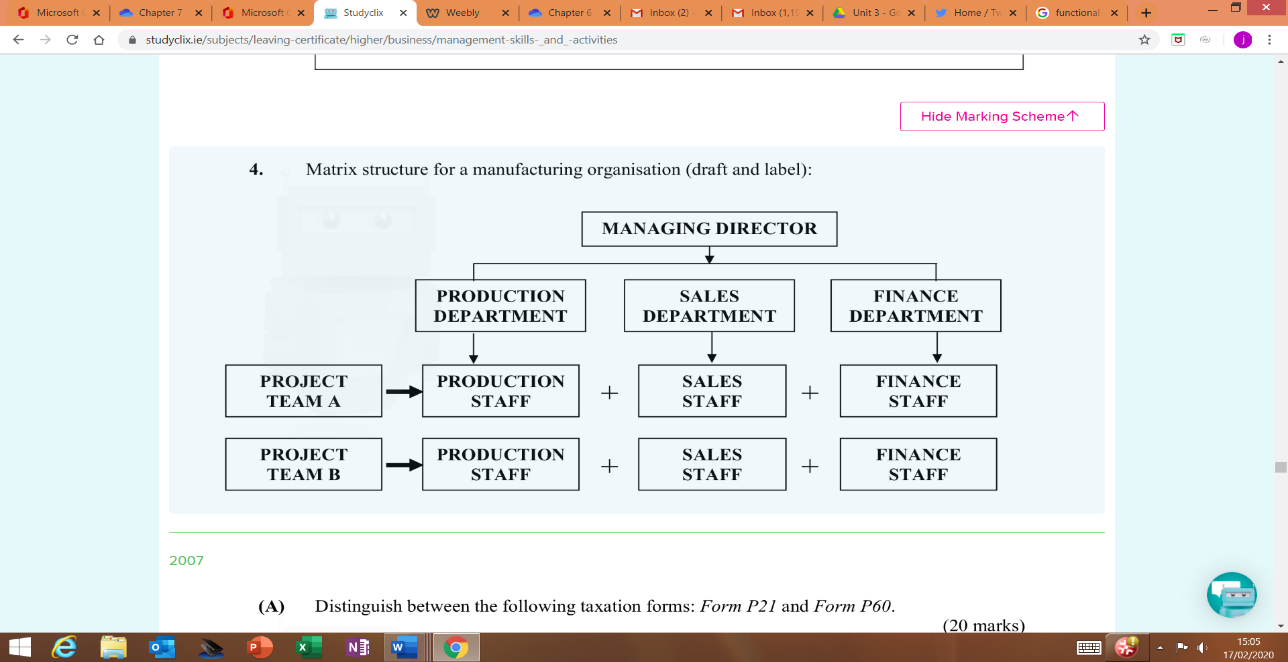 Microsoft
Chapter 7
Microsoft
Studyclix
Weebly
Chapter 6
Inbox (2)
Inbox (1,1
Unit 3 - G
Home / Tw
functional
studyclix.ie/subjects/leaving-certificate/higher/business/management-skills-_and_-activities
Hide Marking Scheme↑
4. Matrix structure for a manufacturing organisation (draft and label):
MANAGING DIRECTOR
PRODUCTION DEPARTMENT
SALES DEPARTMENT
FINANCE DEPARTMENT
PROJECT TEAM A
PRODUCTION STAFF
+
SALES STAFF
+
FINANCE STAFF
PROJECT TEAM B
PRODUCTION STAFF
+
SALES STAFF
+
FINANCE STAFF
2007
(A) Distinguish between the following taxation forms: Form P21 and Form P60.
(20 marks)
15:05
17/02/2020